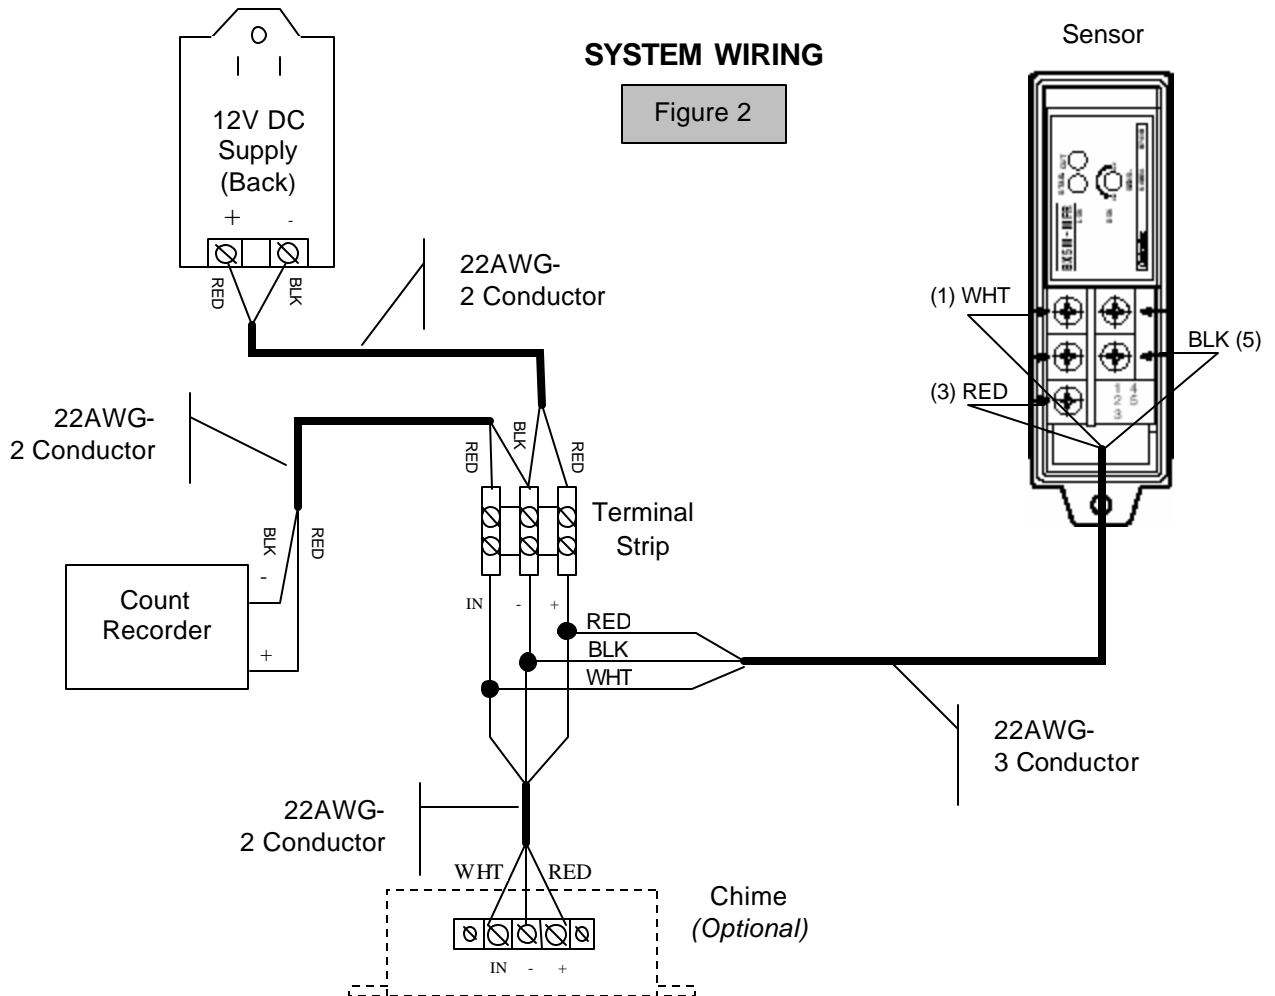 SYSTEM WIRING
Figure 2
Sensor
12V DC
Supply
(Back)
+ -
RED
BLK
22AWG-
2 Conductor
22AWG-
2 Conductor
RED
BLK
RED
Terminal
Strip
IN - +
BLK
RED
Count
Recorder
-
+
RED
BLK
WHT
(1) WHT
(3) RED
BLK (5)
1 4
2 5
3
22AWG-
3 Conductor
22AWG-
2 Conductor
WHT RED
Chime
(Optional)
IN - +